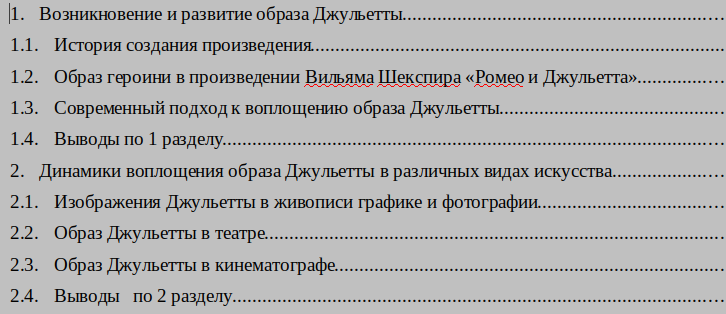 1. Возникновение и развитие образа Джульетты.......................................................................
1.1. История создания произведения.......................................................................................
1.2. Образ героини в произведении Вильяма Шекспира «Ромео и Джульетта»...................
1.3. Современный подход к воплощению образа Джульетты................................................
1.4. Выводы по 1 разделу..........................................................................................................
2. Динамики воплощения образа Джульетты в различных видах искусства........................
2.1. Изображения Джульетты в живописи графике и фотографии........................................
2.2. Образ Джульетты в театре.................................................................................................
2.3. Образ Джульетты в кинематографе...................................................................................
2.4. Выводы по 2 разделу........................................................................................................